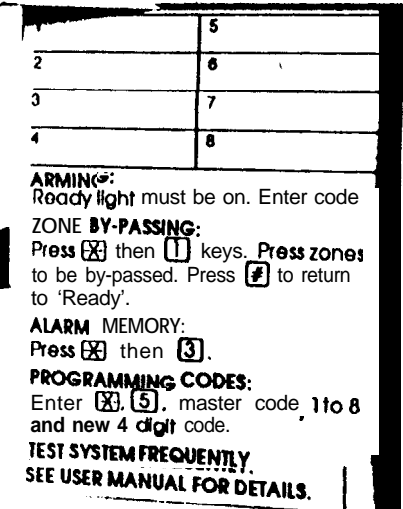 5
2 6
3 7
4 8
ARMING:
Ready light must be on. Enter code
ZONE BY-PASSING:
Press [X] then [1] keys. Press zones
to be by-passed. Press [#] to return
to 'Ready'.
ALARM MEMORY:
Press [X] then [3].
PROGRAMMING CODES:
Enter [X], [5], master code, 1 to 8
and new 4 digit code.
TEST SYSTEM FREQUENTLY.
SEE USER MANUAL FOR DETAILS.